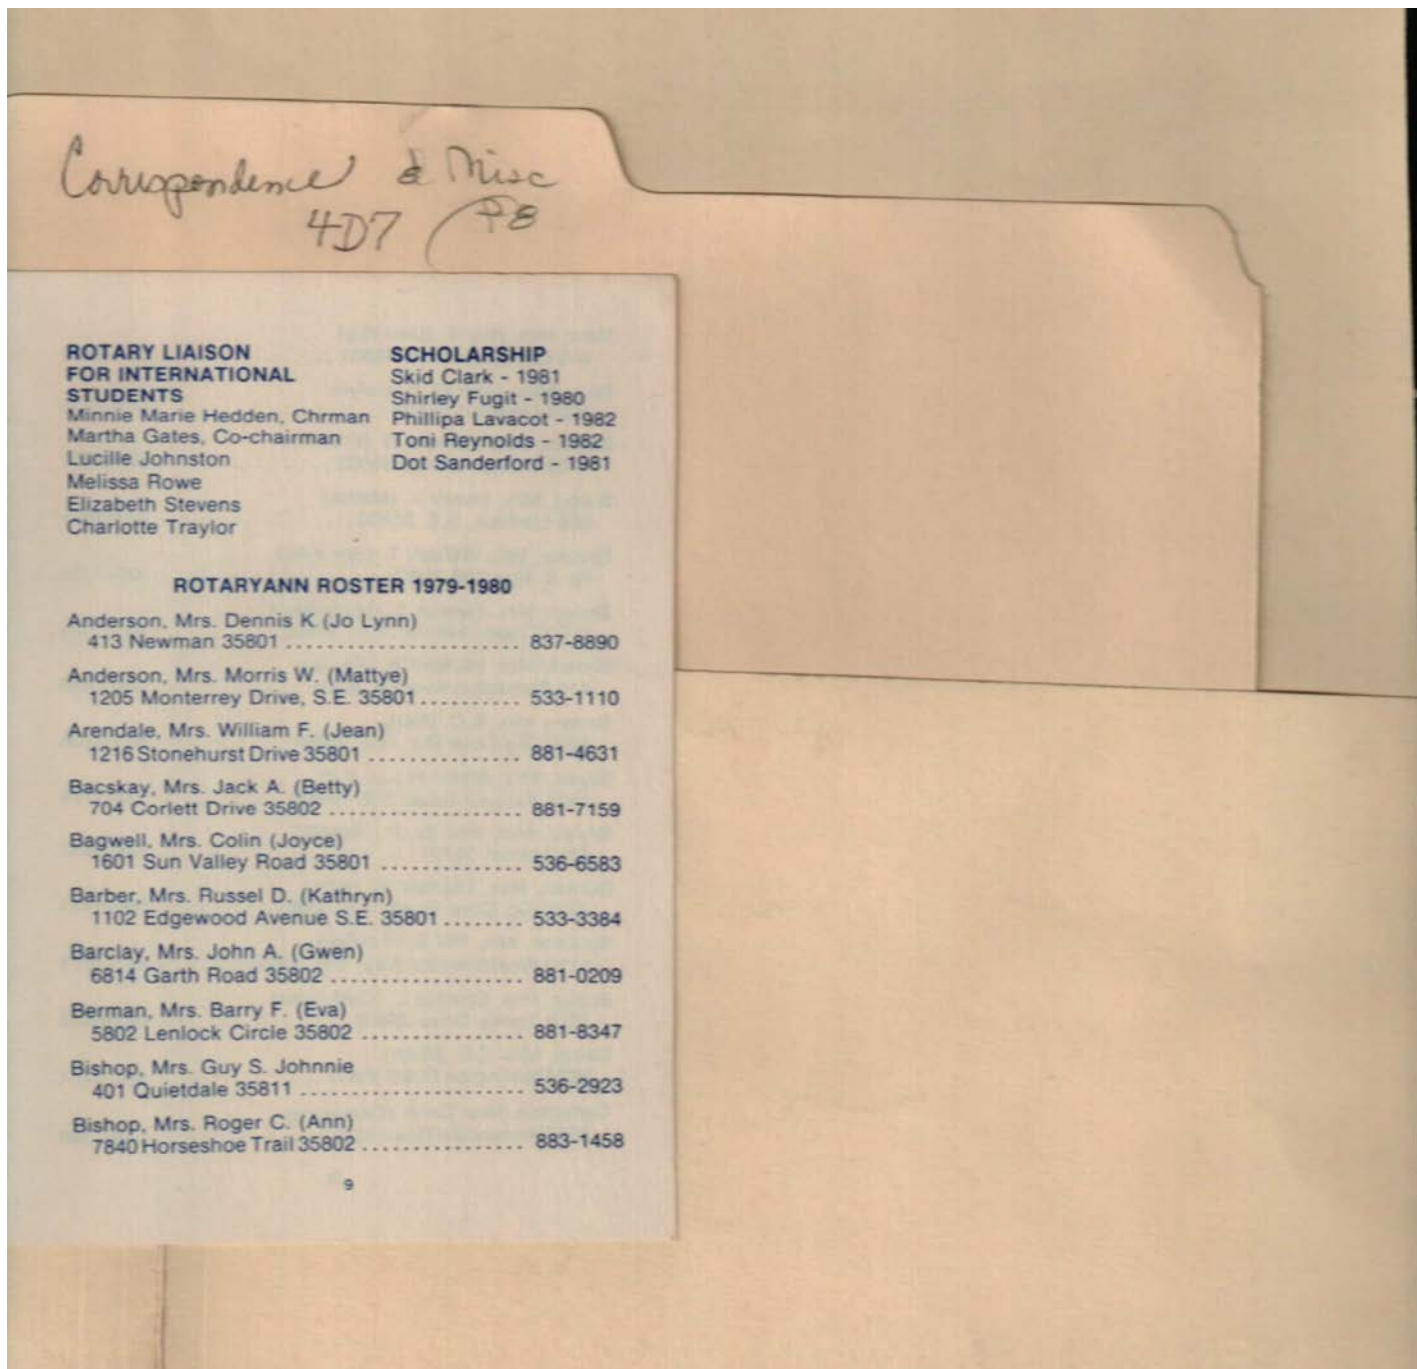 Correspondence & Misc
4D7 (P8
ROTARY LIAISON
FOR INTERNATIONAL
STUDENTS
Minnie Marie Hedden, Chrman
Martha Gates, Co-chairman
Lucille Johnston
Melissa Rowe
Elizabeth Stevens
Charlotte Traylor
SCHOLARSHIP
Skid Clark - 1981
Shirley Fugit - 1980
Phillipa Lavacot - 1982
Toni Reynolds - 1982
Dot Sanderford - 1981
ROTARYANN ROSTER 1979-1980
Anderson, Mrs. Dennis K. (Jo Lynn)
413 Newman 35801 ........................ 837-8890
Anderson, Mrs. Morris W. (Mattye)
1205 Monterrey Drive, S.E. 35801.......... 533-1110
Arendale, Mrs. William F. (Jean)
1216 Stonehurst Drive 35801 ................ 881-4631
Bacskay, Mrs. Jack A. (Betty)
704 Corlett Drive 35802 .................... 881-7159
Bagwell, Mrs. Colin (Joyce)
1601 Sun Valley Road 35801 ............... 536-6583
Barber, Mrs. Russel D. (Kathryn)
1102 Edgewood Avenue S.E. 35801 ........ 533-3384
Barclay, Mrs. John A. (Gwen)
6814 Garth Road 35802 .................... 881-0209
Berman, Mrs. Barry F. (Eva)
5802 Lenlock Circle 35802 ................. 881-8347
Bishop, Mrs. Guy S. Johnnie
401 Quietdale 35811 ....................... 536-2923
Bishop, Mrs. Roger C. (Ann)
7840 Horseshoe Trail 35802 ................. 883-1458
9